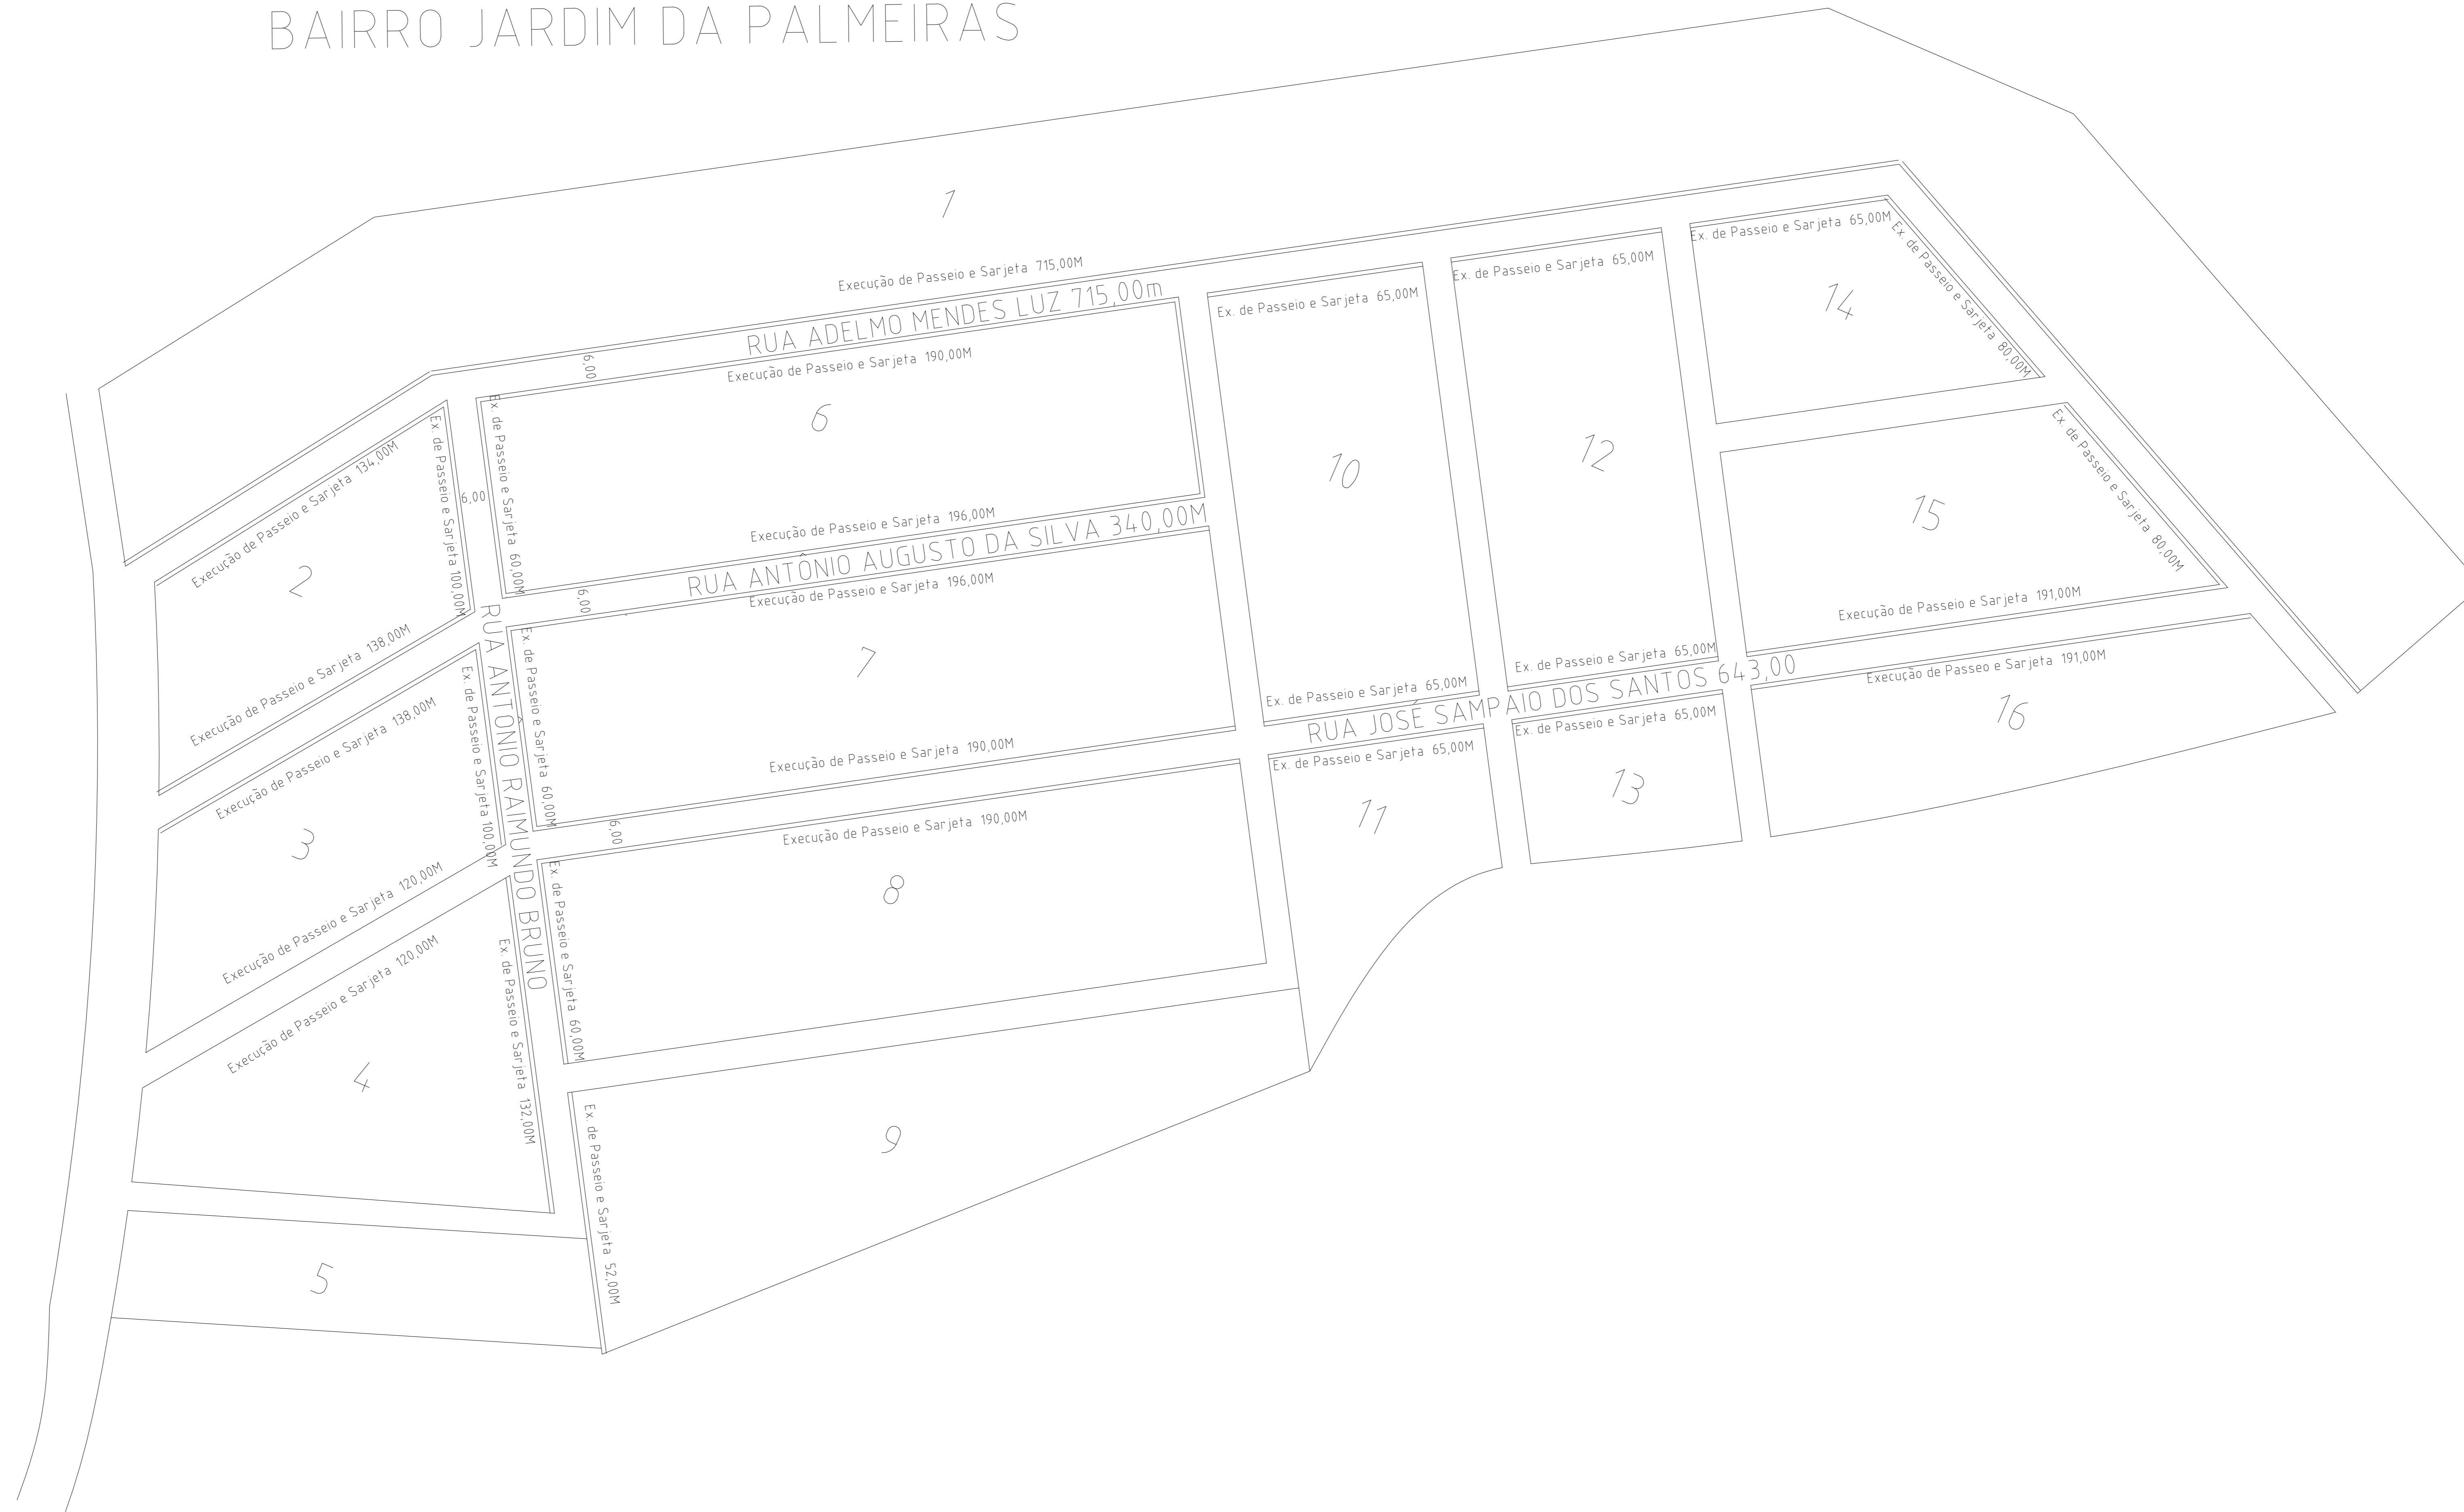 BAIRRO JARDIM DA PALMEIRAS
1
Execução de Passeio e Sarjeta 715,00M
RUA ADELMO MENDES LUZ 715,00m
6,00
Execução de Passeio e Sarjeta 190,00M
6
Ex. de Passeio e Sarjeta 60,00M
Execução de Passeio e Sarjeta 196,00M
RUA ANTÔNIO AUGUSTO DA SILVA 340,00M
6,00
Execução de Passeio e Sarjeta 134,00M
2
Ex. de Passeio e Sarjeta 100,00M
6,00
Execução de Passeio e Sarjeta 138,00M
RUA ANTÔNIO RAIMUNDO BRUNO
Execução de Passeio e Sarjeta 138,00M
3
Ex. de Passeio e Sarjeta 100,00M
Execução de Passeio e Sarjeta 120,00M
Execução de Passeio e Sarjeta 120,00M
4
Ex. de Passeio e Sarjeta 132,00M
5
Execução de Passeio e Sarjeta 196,00M
7
Ex. de Passeio e Sarjeta 60,00M
Execução de Passeio e Sarjeta 190,00M
6,00
Execução de Passeio e Sarjeta 190,00M
8
Ex. de Passeio e Sarjeta 60,00M
9
Ex. de Passeio e Sarjeta 52,00M
Ex. de Passeio e Sarjeta 65,00M
10
Ex. de Passeio e Sarjeta 65,00M
Ex. de Passeio e Sarjeta 65,00M
12
Ex. de Passeio e Sarjeta 65,00M
RUA JOSÉ SAMPAIO DOS SANTOS 643,00
Ex. de Passeio e Sarjeta 65,00M
11
Ex. de Passeio e Sarjeta 65,00M
13
Ex. de Passeio e Sarjeta 65,00M
14
Ex. de Passeio e Sarjeta 80,00M
15
Ex. de Passeio e Sarjeta 80,00M
Execução de Passeio e Sarjeta 191,00M
Execução de Passeo e Sarjeta 191,00M
16